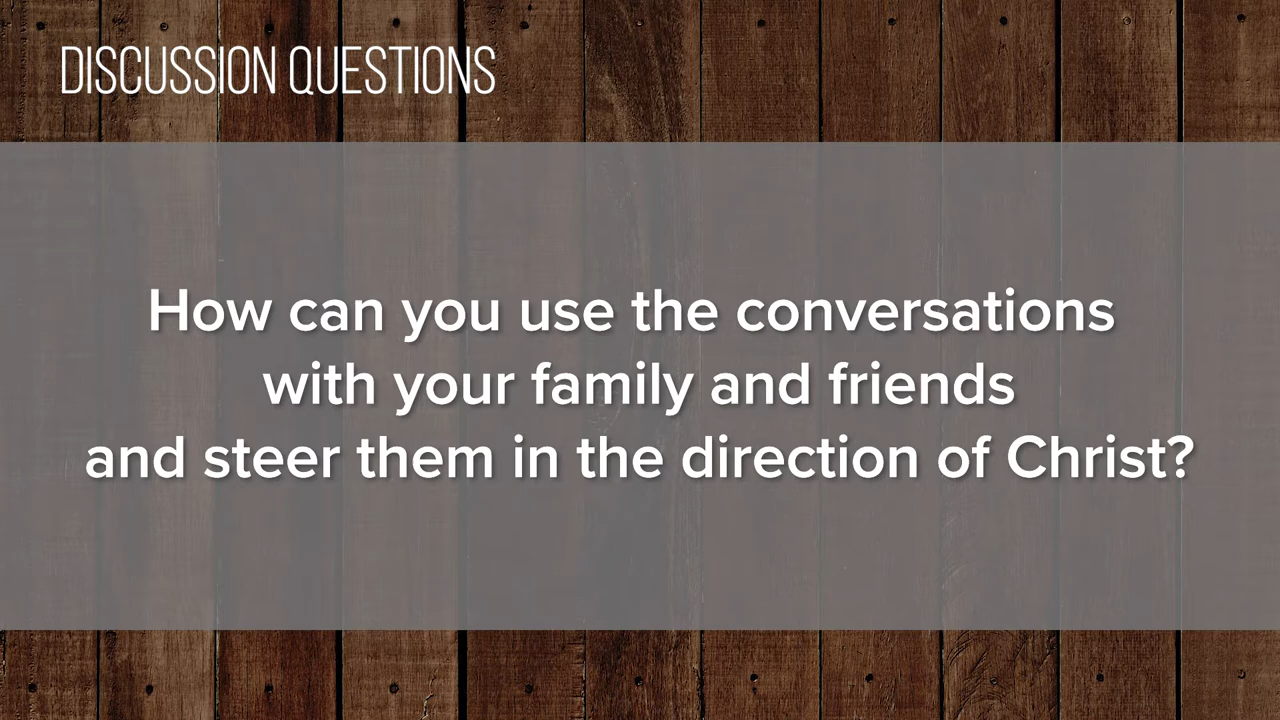 DISCUSSION QUESTIONS
How can you use the conversations
with your family and friends
and steer them in the direction of Christ?